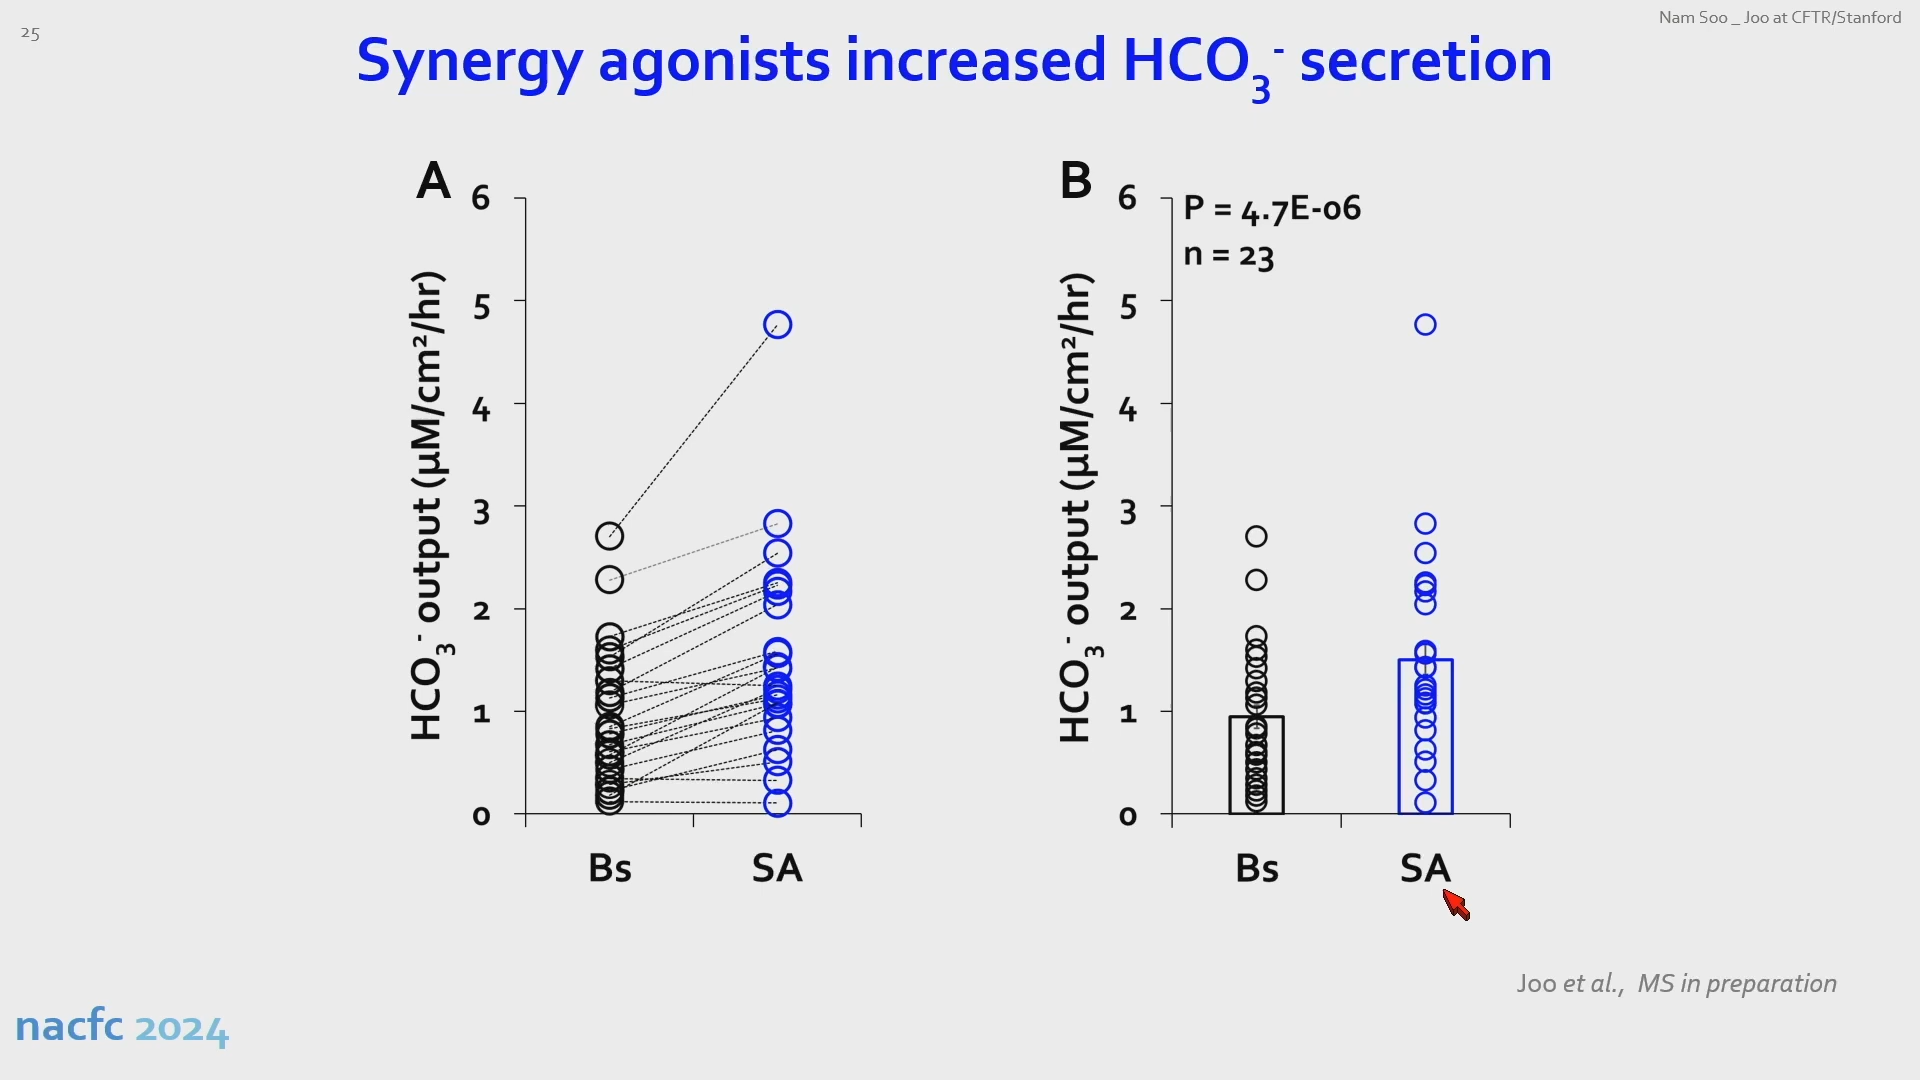 25
Nam Soo _ Joo at CFTR/Stanford
Synergy agonists increased HCO₃⁻ secretion
A
6
5
4
3
2
1
0
HCO₃⁻ output (µM/cm²/hr)
Bs
SA
B
6
5
4
3
2
1
0
HCO₃⁻ output (µM/cm²/hr)
P = 4.7E-06
n = 23
Bs
SA
Joo et al., MS in preparation
nacfc 2024